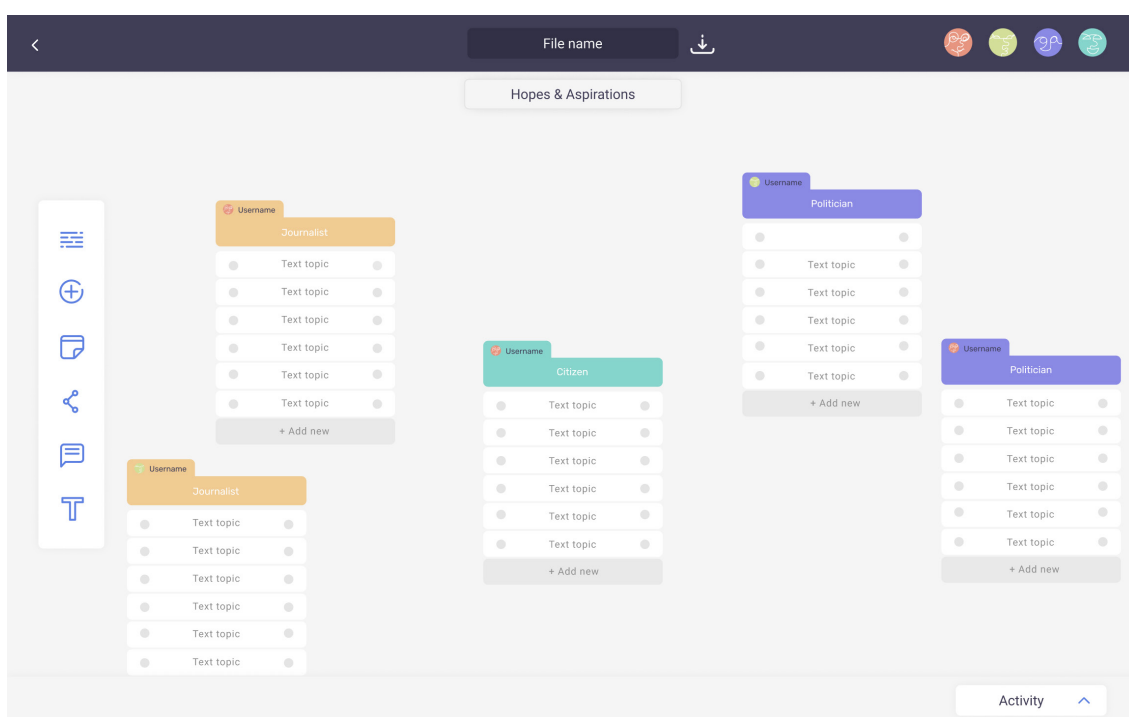 File name
Hopes & Aspirations
Username
Journalist
Text topic
Text topic
Text topic
Text topic
Text topic
Text topic
+ Add new
Username
Journalist
Text topic
Text topic
Text topic
Text topic
Text topic
Text topic
Username
Citizen
Text topic
Text topic
Text topic
Text topic
Text topic
Text topic
+ Add new
Username
Politician
Text topic
Text topic
Text topic
Text topic
Text topic
+ Add new
Username
Politician
Text topic
Text topic
Text topic
Text topic
Text topic
Text topic
+ Add new
Activity